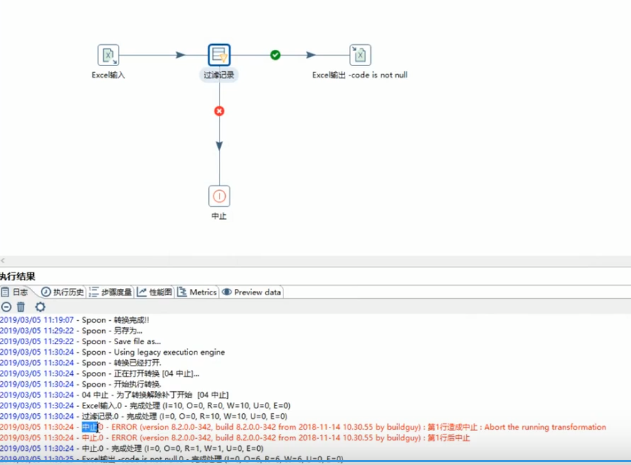 Excel输入
过滤记录
Excel输出 -code is not null
中止
执行结果
日志 执行历史 步骤度量 性能图 Metrics Preview data
2019/03/05 11:19:07 - Spoon - 转换完成!!
2019/03/05 11:29:22 - Spoon - 另存为...
2019/03/05 11:29:22 - Spoon - Save file as...
2019/03/05 11:30:24 - Spoon - Using legacy execution engine
2019/03/05 11:30:24 - Spoon - 转换已经打开.
2019/03/05 11:30:24 - Spoon - 正在打开转换 [04 中止]...
2019/03/05 11:30:24 - Spoon - 开始执行转换.
2019/03/05 11:30:24 - 04 中止 - 为了转换解除补丁开始  [04 中止]
2019/03/05 11:30:24 - Excel输入.0 - 完成处理 (I=10, O=0, R=0, W=10, U=0, E=0)
2019/03/05 11:30:24 - 过滤记录.0 - 完成处理 (I=0, O=0, R=10, W=10, U=0, E=0)
2019/03/05 11:30:24 - 中止.0 - ERROR (version 8.2.0.0-342, build 8.2.0.0-342 from 2018-11-14 10.30.55 by buildguy) : 第1行造成中止 : Abort the running transformation
2019/03/05 11:30:24 - 中止.0 - ERROR (version 8.2.0.0-342, build 8.2.0.0-342 from 2018-11-14 10.30.55 by buildguy) : 第1行儅中止
2019/03/05 11:30:24 - 中止.0 - 完成处理 (I=0, O=0, R=1, W=1, U=0, E=0)
2019/03/05 11:30:35 - Excel输出 -code is not null.0 - 完成处理 (I=0, O=6, R=6, W=6, U=0, E=0)